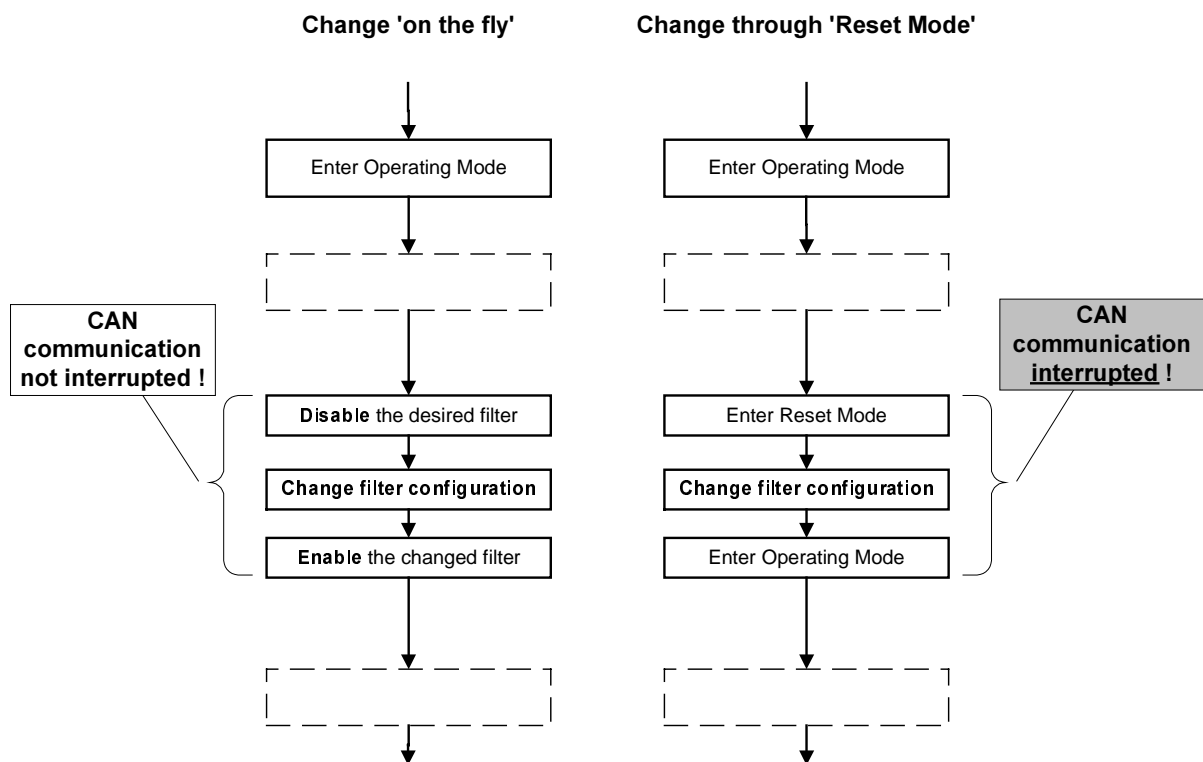 Change 'on the fly'
Change through 'Reset Mode'
Enter Operating Mode
Enter Operating Mode
CAN
communication
not interrupted !
CAN
communication
interrupted !
Disable the desired filter
Enter Reset Mode
Change filter configuration
Change filter configuration
Enable the changed filter
Enter Operating Mode